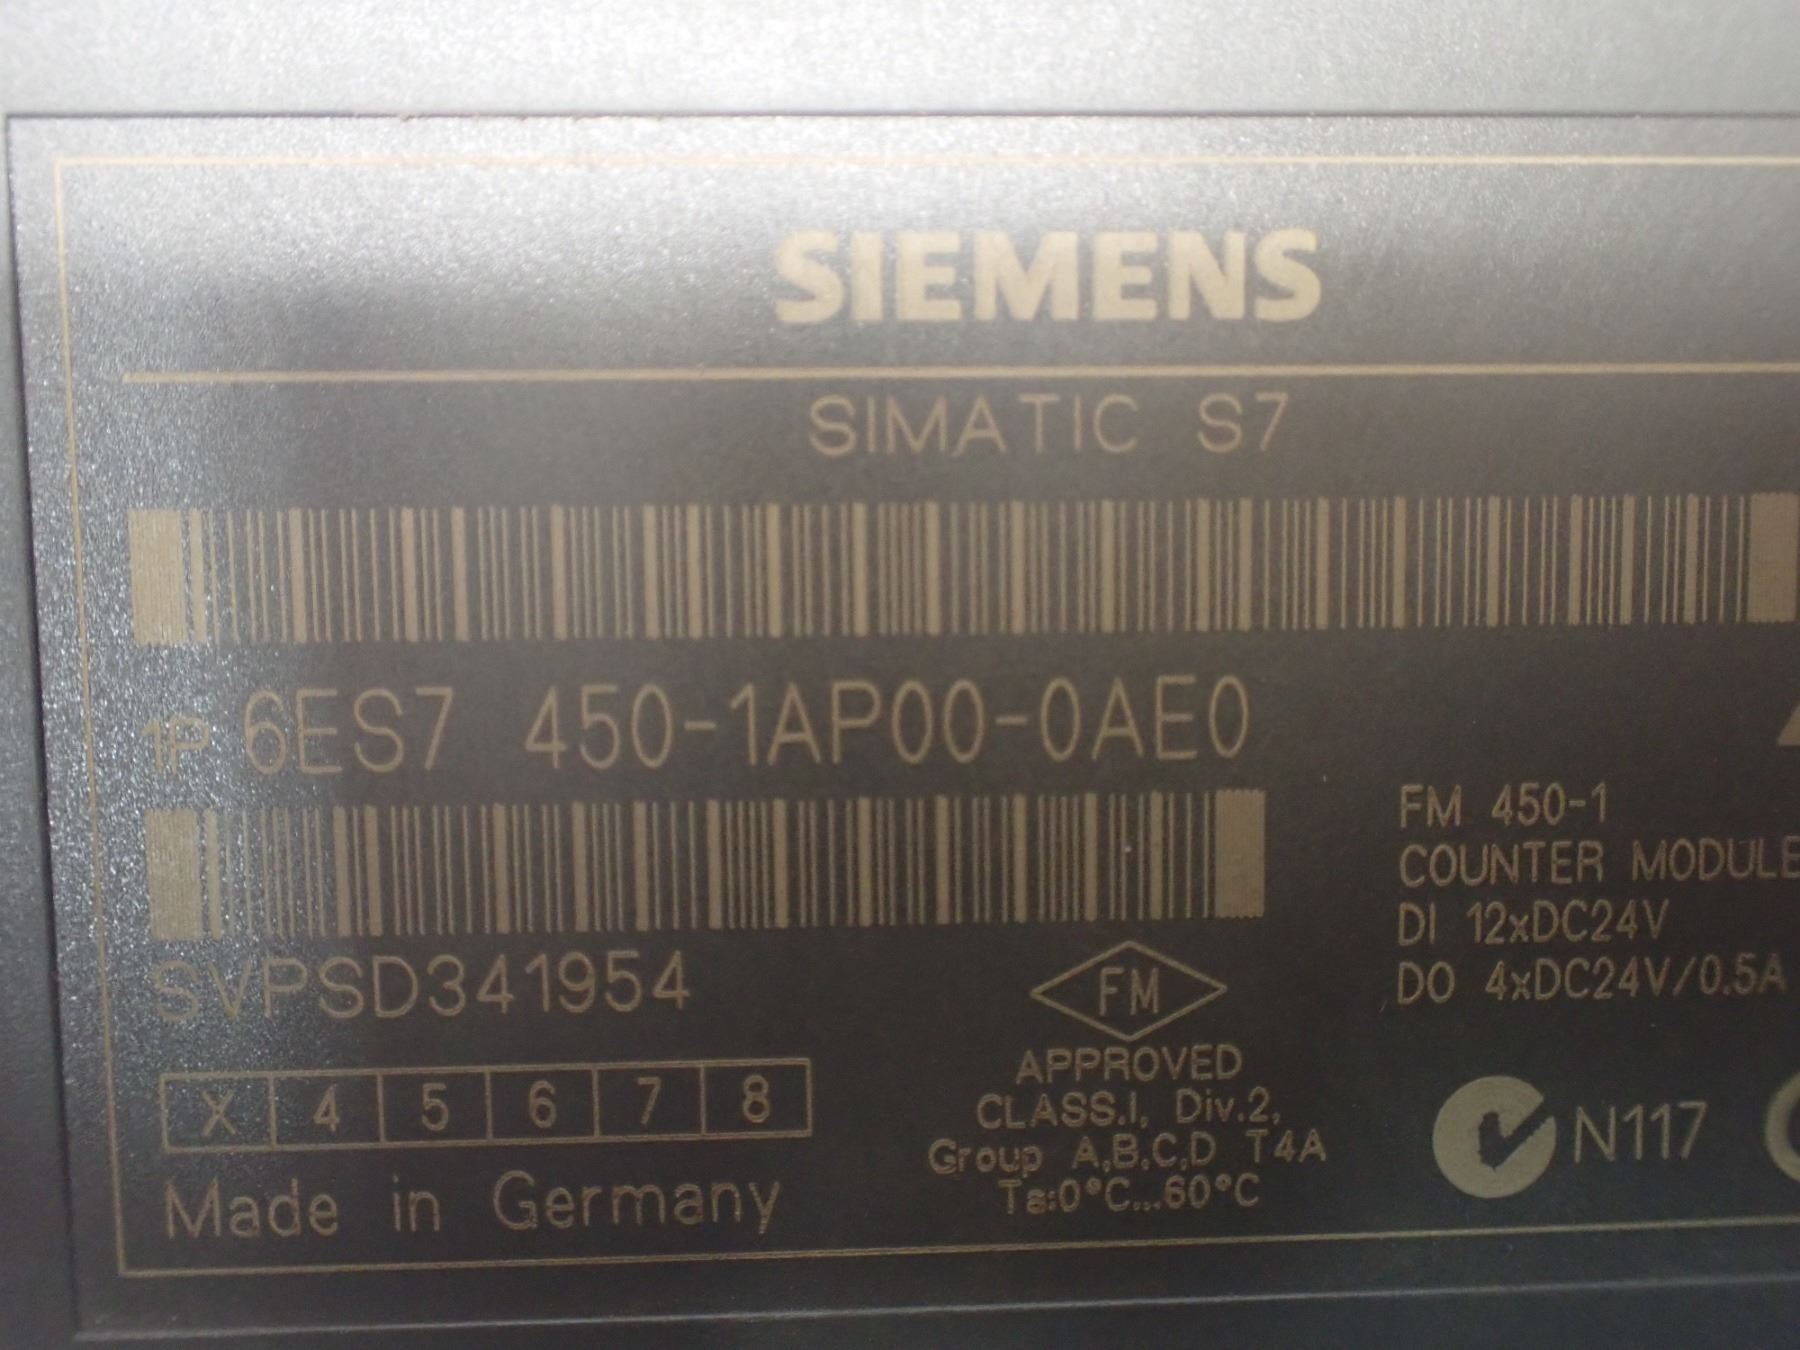 SIEMENS
SIMATIC S7
1P 6ES7 450-1AP00-0AE0
FM 450-1
COUNTER MODULE
DI 12xDC24V
DO 4xDC24V/0.5A
SVPSD341954
FM
APPROVED
CLASS.I, Div.2,
Group A,B,C,D T4A
Ta:0°C...60°C
N117
X 4 5 6 7 8
Made in Germany